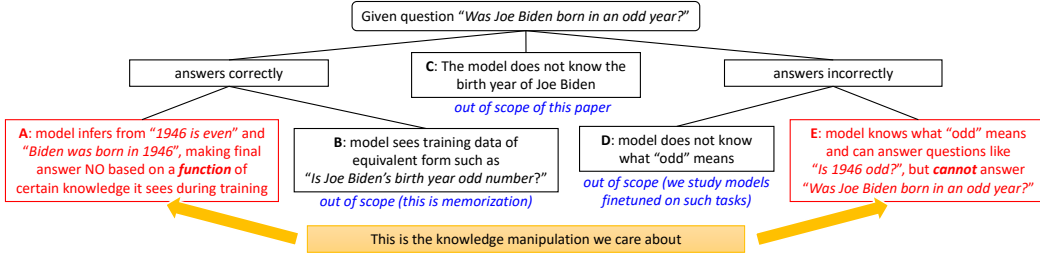 Given question "Was Joe Biden born in an odd year?"
answers correctly
C: The model does not know the
birth year of Joe Biden
out of scope of this paper
answers incorrectly
A: model infers from "1946 is even" and
"Biden was born in 1946", making final
answer NO based on a function of
certain knowledge it sees during training
B: model sees training data of
equivalent form such as
"Is Joe Biden's birth year odd number?"
out of scope (this is memorization)
D: model does not know
what "odd" means
out of scope (we study models
finetuned on such tasks)
E: model knows what "odd" means
and can answer questions like
"Is 1946 odd?", but cannot answer
"Was Joe Biden born in an odd year?"
This is the knowledge manipulation we care about